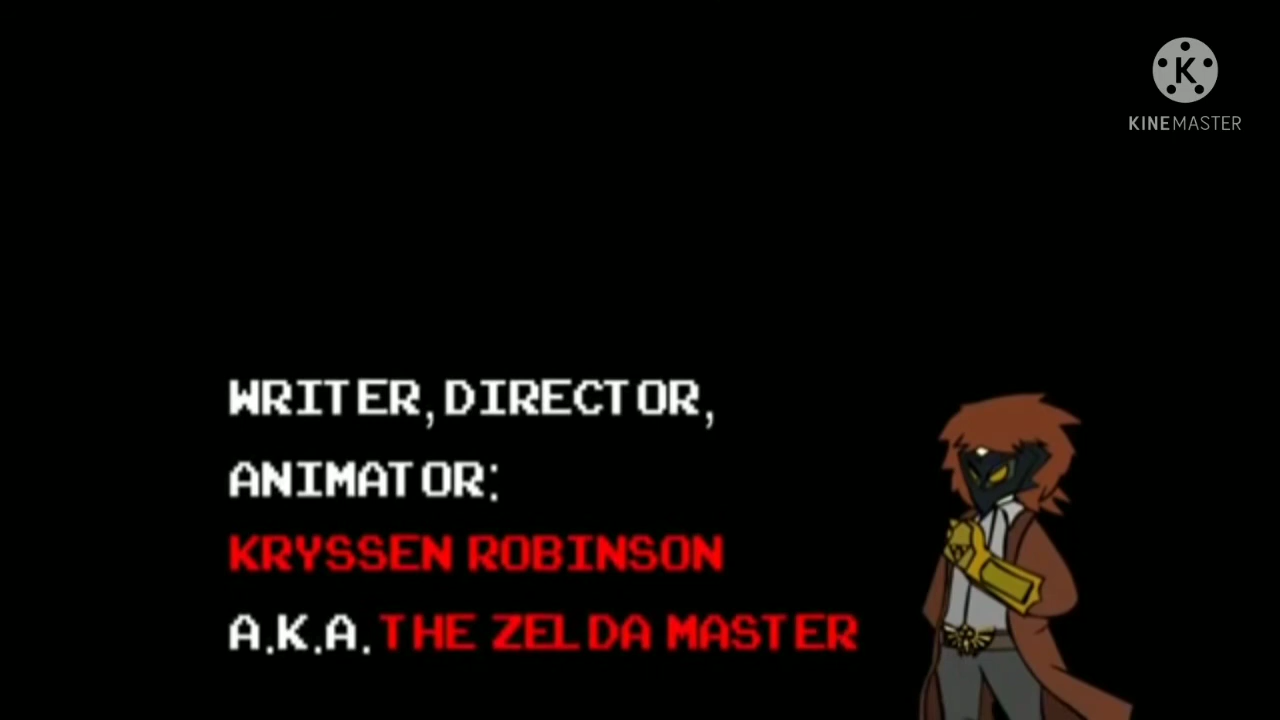 K
KINEMASTER
WRITER, DIRECTOR,
ANIMATOR:
KRYSSEN ROBINSON
A.K.A. THE ZELDA MASTER